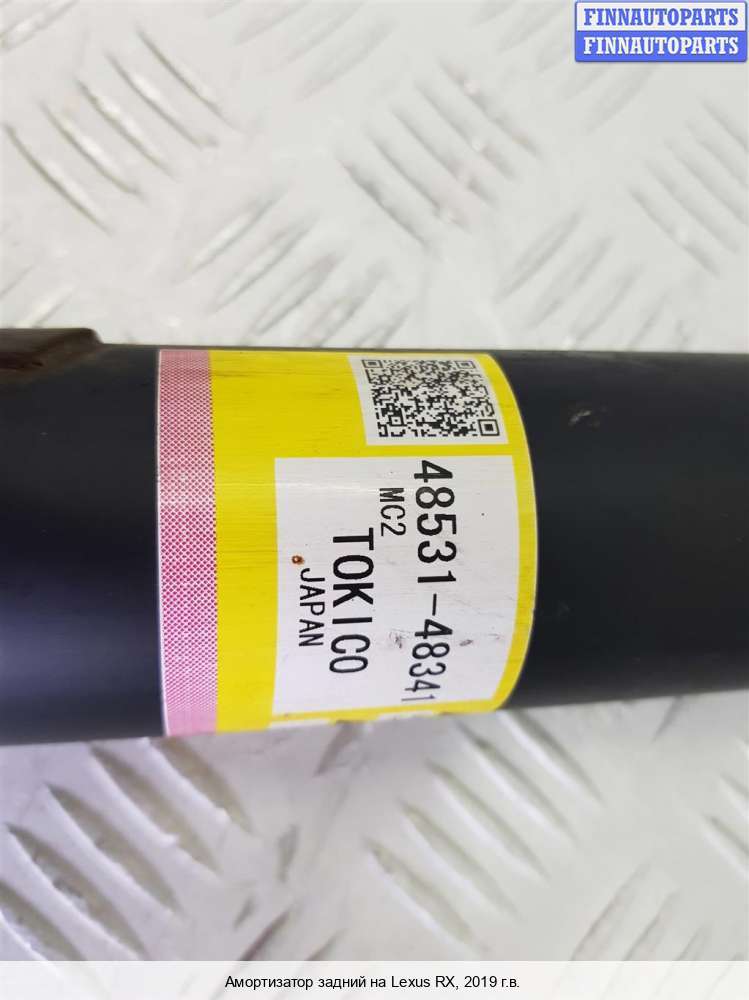 FINNAUTOPARTS
FINNAUTOPARTS
48531-48341
MC2
TOKICO
JAPAN
Амортизатор задний на Lexus RX, 2019 г.в.